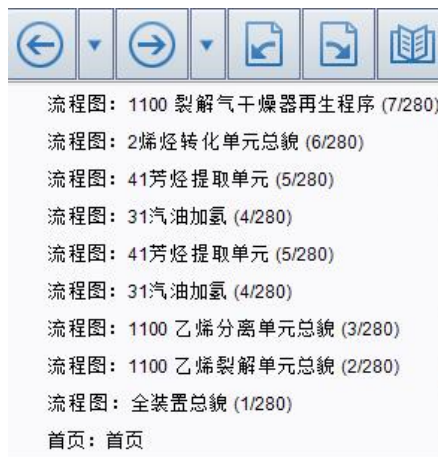 流程图：1100 裂解气干燥器再生程序 (7/280)
流程图：2烯烃转化单元总貌 (6/280)
流程图：41芳烃提取单元 (5/280)
流程图：31汽油加氢 (4/280)
流程图：41芳烃提取单元 (5/280)
流程图：31汽油加氢 (4/280)
流程图：1100 乙烯分离单元总貌 (3/280)
流程图：1100 乙烯裂解单元总貌 (2/280)
流程图：全装置总貌 (1/280)
首页：首页